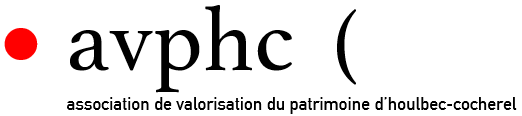 avphc (
association de valorisation du patrimoine d'houlbec-cocherel